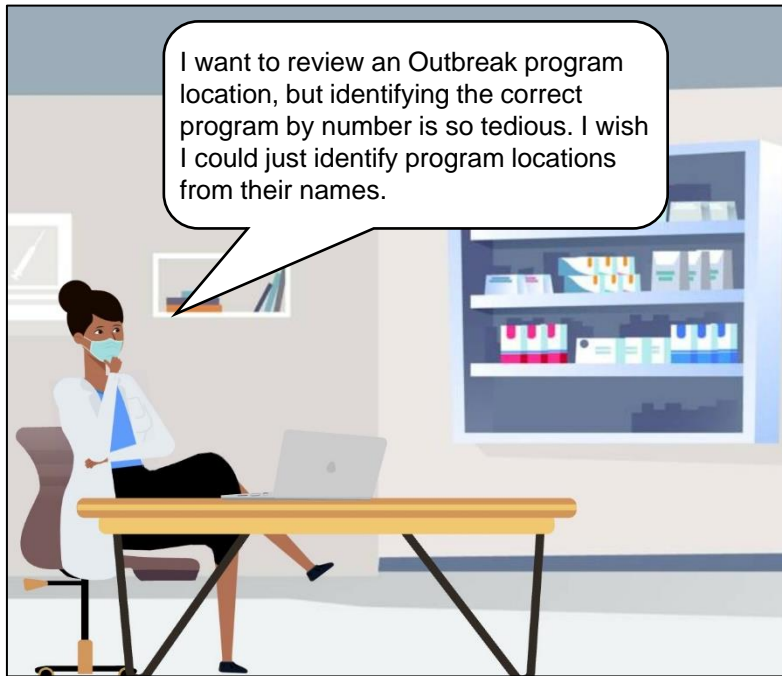 I want to review an Outbreak program
location, but identifying the correct
program by number is so tedious. I wish
I could just identify program locations
from their names.